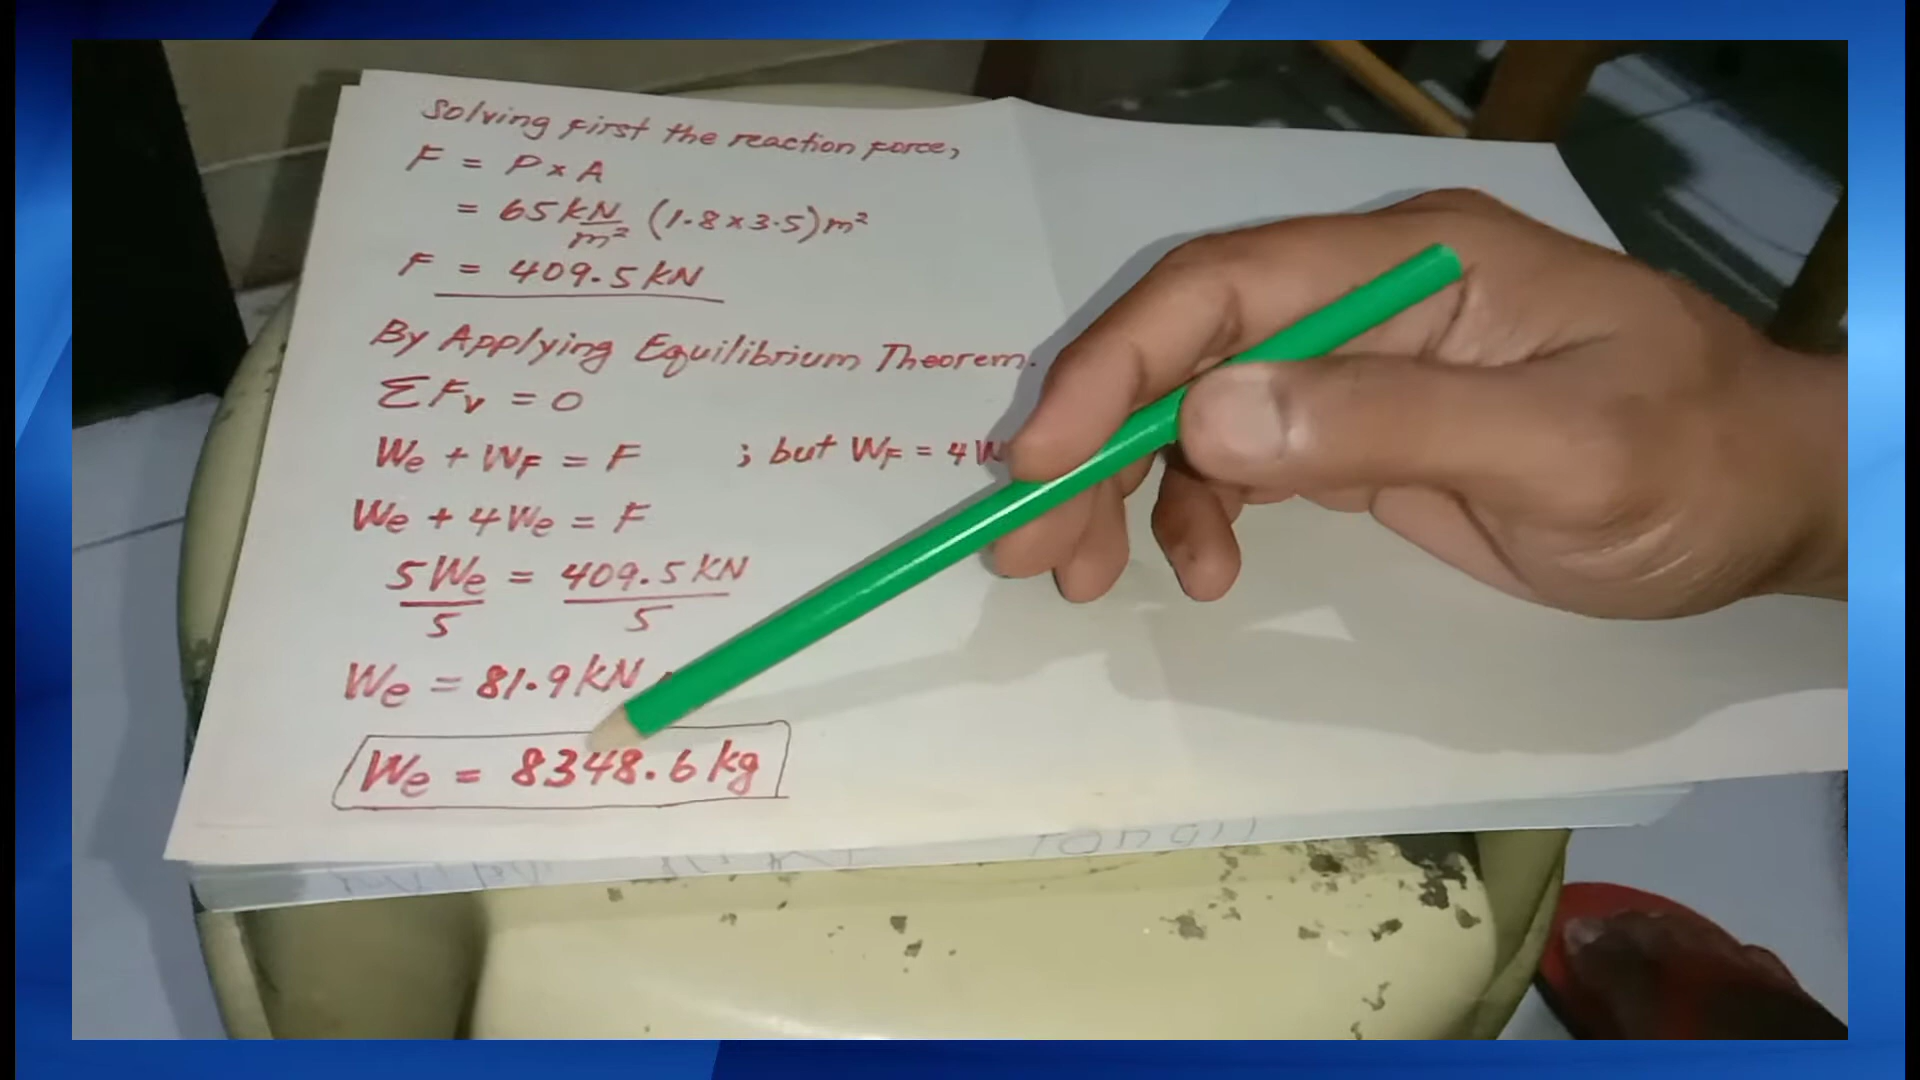 Solving first the reaction force,
F = P x A
= 65 kN/m² (1.8 x 3.5) m²
F = 409.5 kN
By Applying Equilibrium Theorem.
ΣFv = 0
We + WF = F ; but WF = 4W
We + 4We = F
5We/5 = 409.5 kN/5
We = 81.9 kN
We = 8348.6 kg